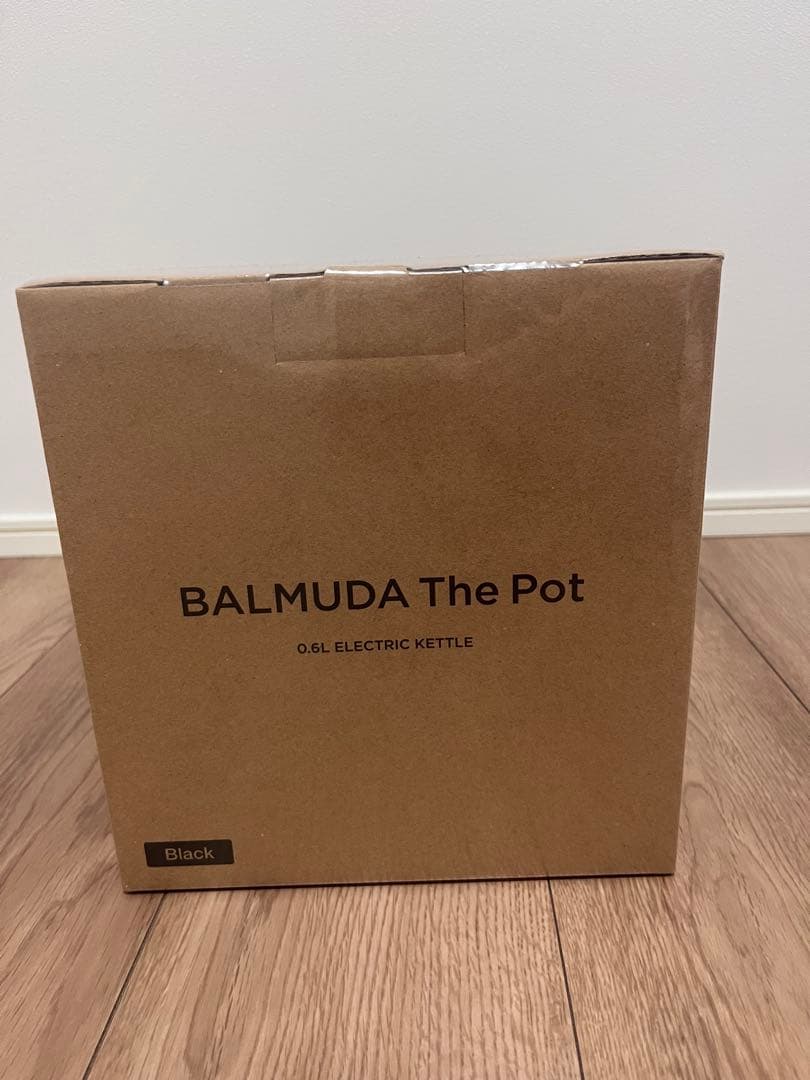 BALMUDA The Pot
0.6L ELECTRIC KETTLE
Black